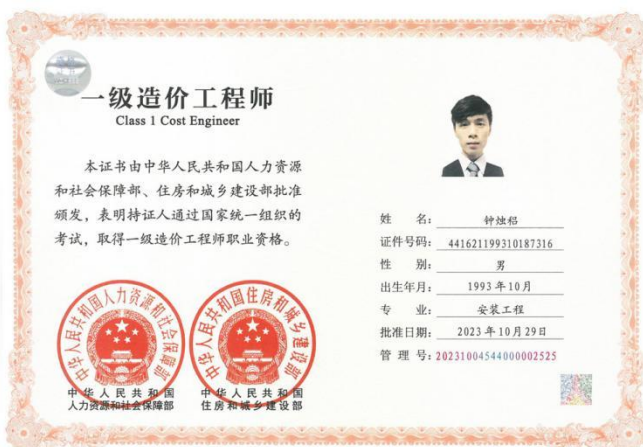 一级造价工程师
Class 1 Cost Engineer
本证书由中华人民共和国人力资源
和社会保障部、住房和城乡建设部批准
颁发,表明持证人通过国家统一组织的
考试,取得一级造价工程师职业资格。
中华人民共和国人力资源和社会保障部
中华人民共和国住房和城乡建设部
中华人民共和国
人力资源和社会保障部
中华人民共和国
住房和城乡建设部
姓 名: 钟烛稆
证件号码: 441621199310187316
性 别: 男
出生年月: 1993年10月
专 业: 安装工程
批准日期: 2023年10月29日
管 理 号: 20231004544000002525